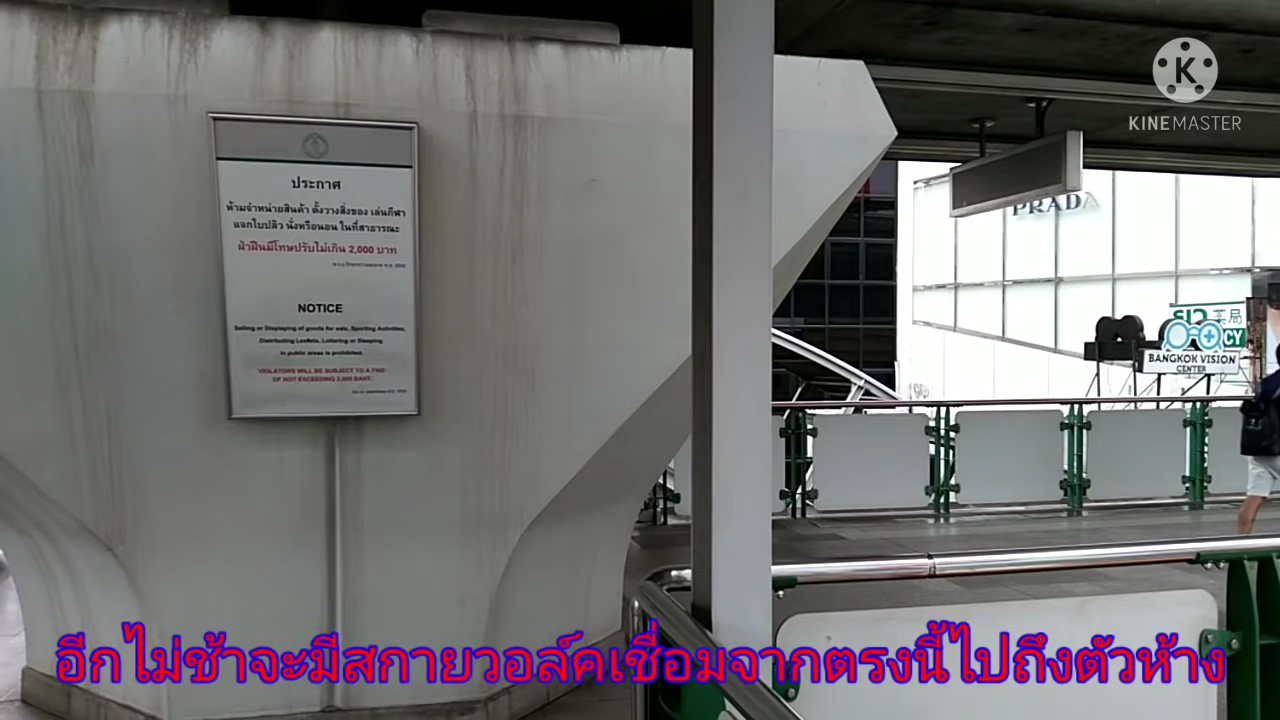 K
KINEMASTER
ประกาศ
ห้ามจำหน่ายสินค้า ตั้งวางสิ่งของ เล่นกีฬา
แจกใบปลิว นั่งหรือนอน ในที่สาธารณะ
ฝ่าฝืนมีโทษปรับไม่เกิน 2,000 บาท
NOTICE
Selling or Displaying of goods for sale, Sporting Activities,
Distributing Leaflets, Loitering or Sleeping
in public areas is prohibited.
VIOLATORS WILL BE SUBJECT TO A FINE
OF NOT EXCEEDING 2,000 BAHT.
PRADA
ยา 薬局
CY
BANGKOK VISION
CENTER
อีกไม่ช้าจะมีสกายวอล์คเชื่อมจากตรงนี้ไปถึงตัวห้าง